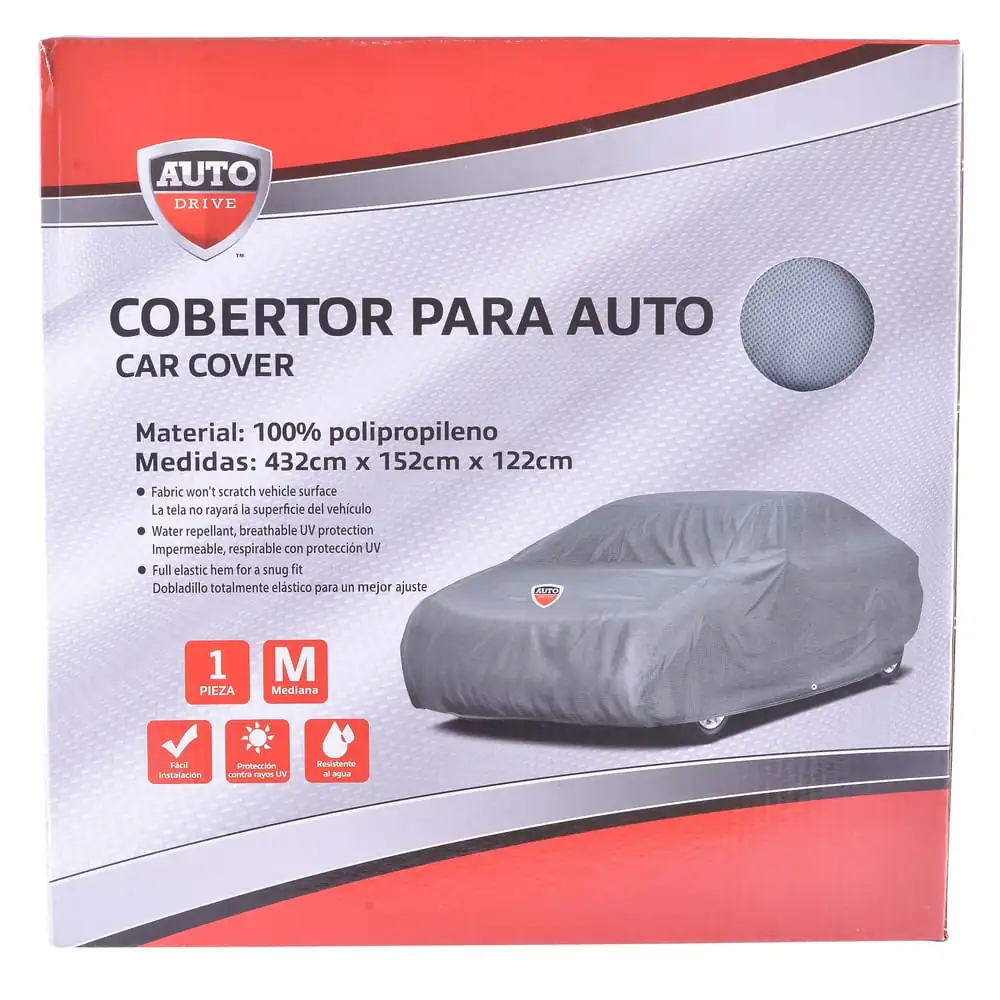 AUTO
DRIVE
™
COBERTOR PARA AUTO
CAR COVER
Material: 100% polipropileno
Medidas: 432cm x 152cm x 122cm
● Fabric won't scratch vehicle surface
La tela no rayará la superficie del vehículo
● Water repellant, breathable UV protection
Impermeable, respirable con protección UV
● Full elastic hem for a snug fit
Dobladillo totalmente elástico para un mejor ajuste
AUTO
1
PIEZA
M
Mediana
Fácil
instalación
Protección
contra rayos UV
Resistente
al agua